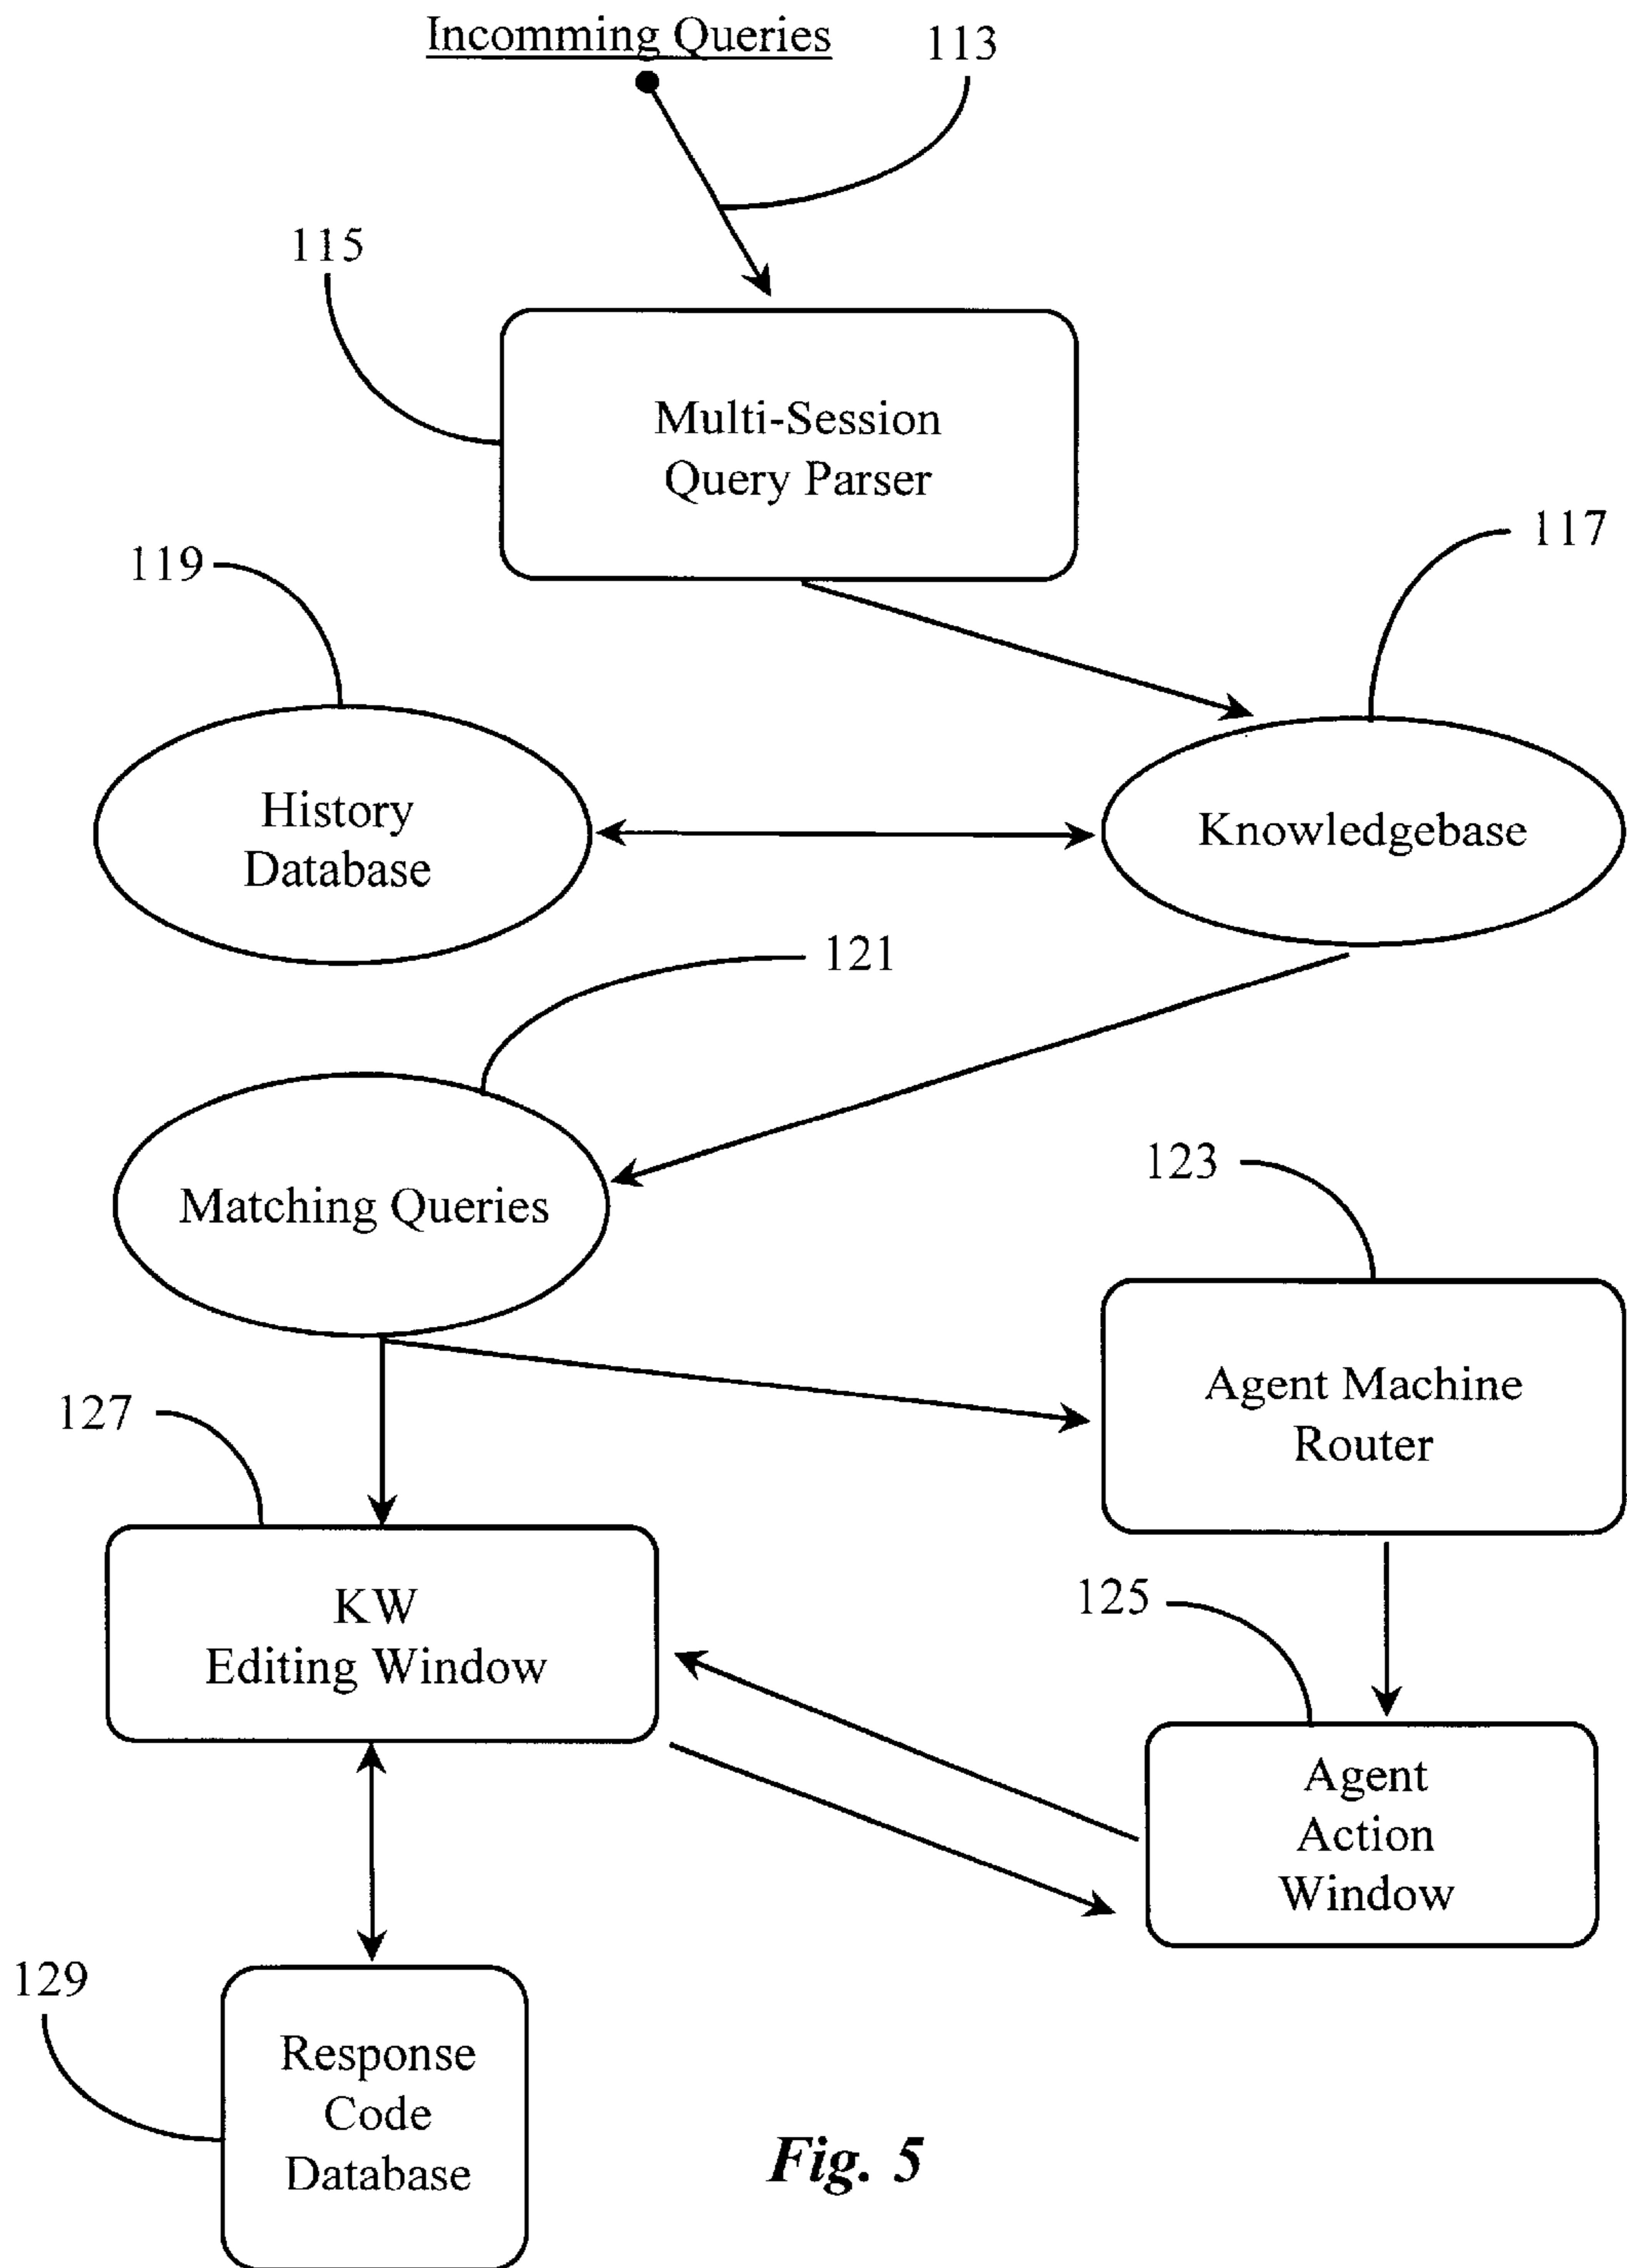 Incomming Queries
113
115
Multi-Session
Query Parser
117
119
History
Database
Knowledgebase
121
Matching Queries
123
Agent Machine
Router
127
KW
Editing Window
125
Agent
Action
Window
129
Response
Code
Database
Fig. 5